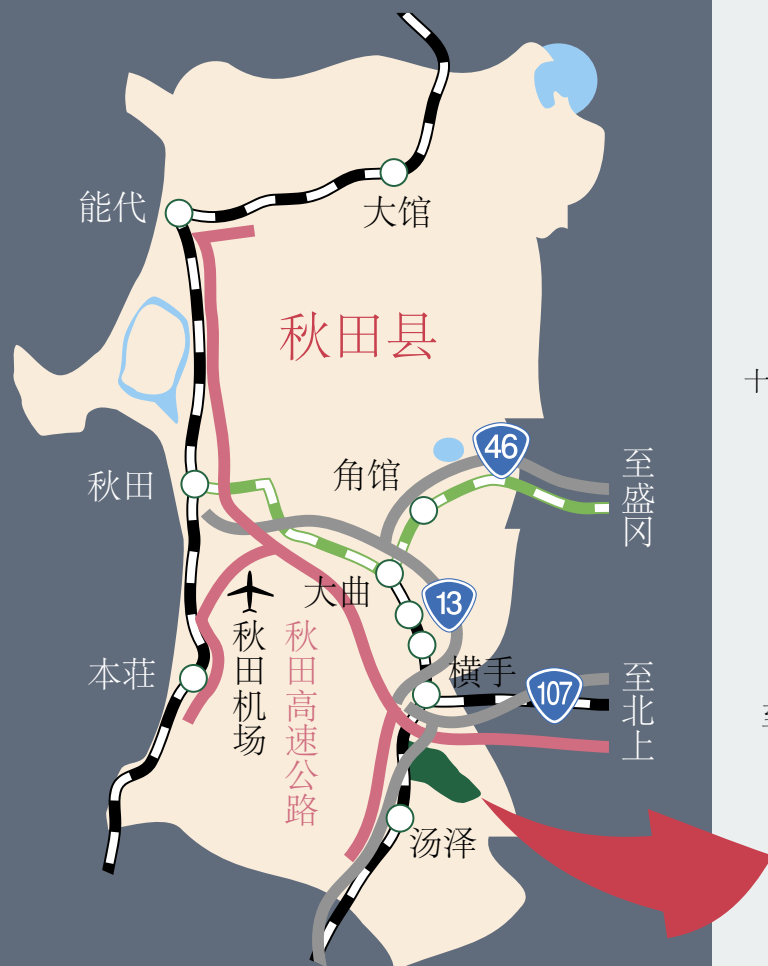 能代
大馆
秋田县
秋田
角馆
46
至盛冈
大曲
13
秋田机场
秋田高速公路
本荘
横手
107
至北上
汤泽
十